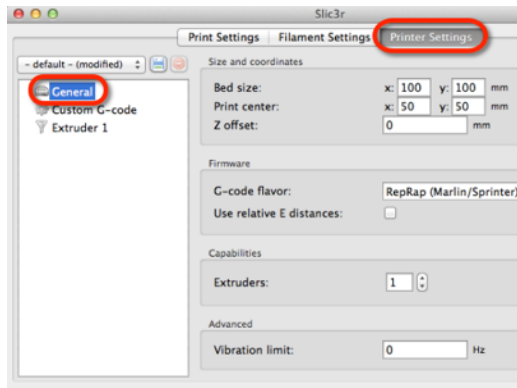 Slic3r
Print Settings Filament Settings Printer Settings
- default - (modified)
General
Custom G-code
Extruder 1
Size and coordinates
Bed size: x: 100 y: 100 mm
Print center: x: 50 y: 50 mm
Z offset: 0 mm
Firmware
G-code flavor: RepRap (Marlin/Sprinter)
Use relative E distances:
Capabilities
Extruders: 1
Advanced
Vibration limit: 0 Hz